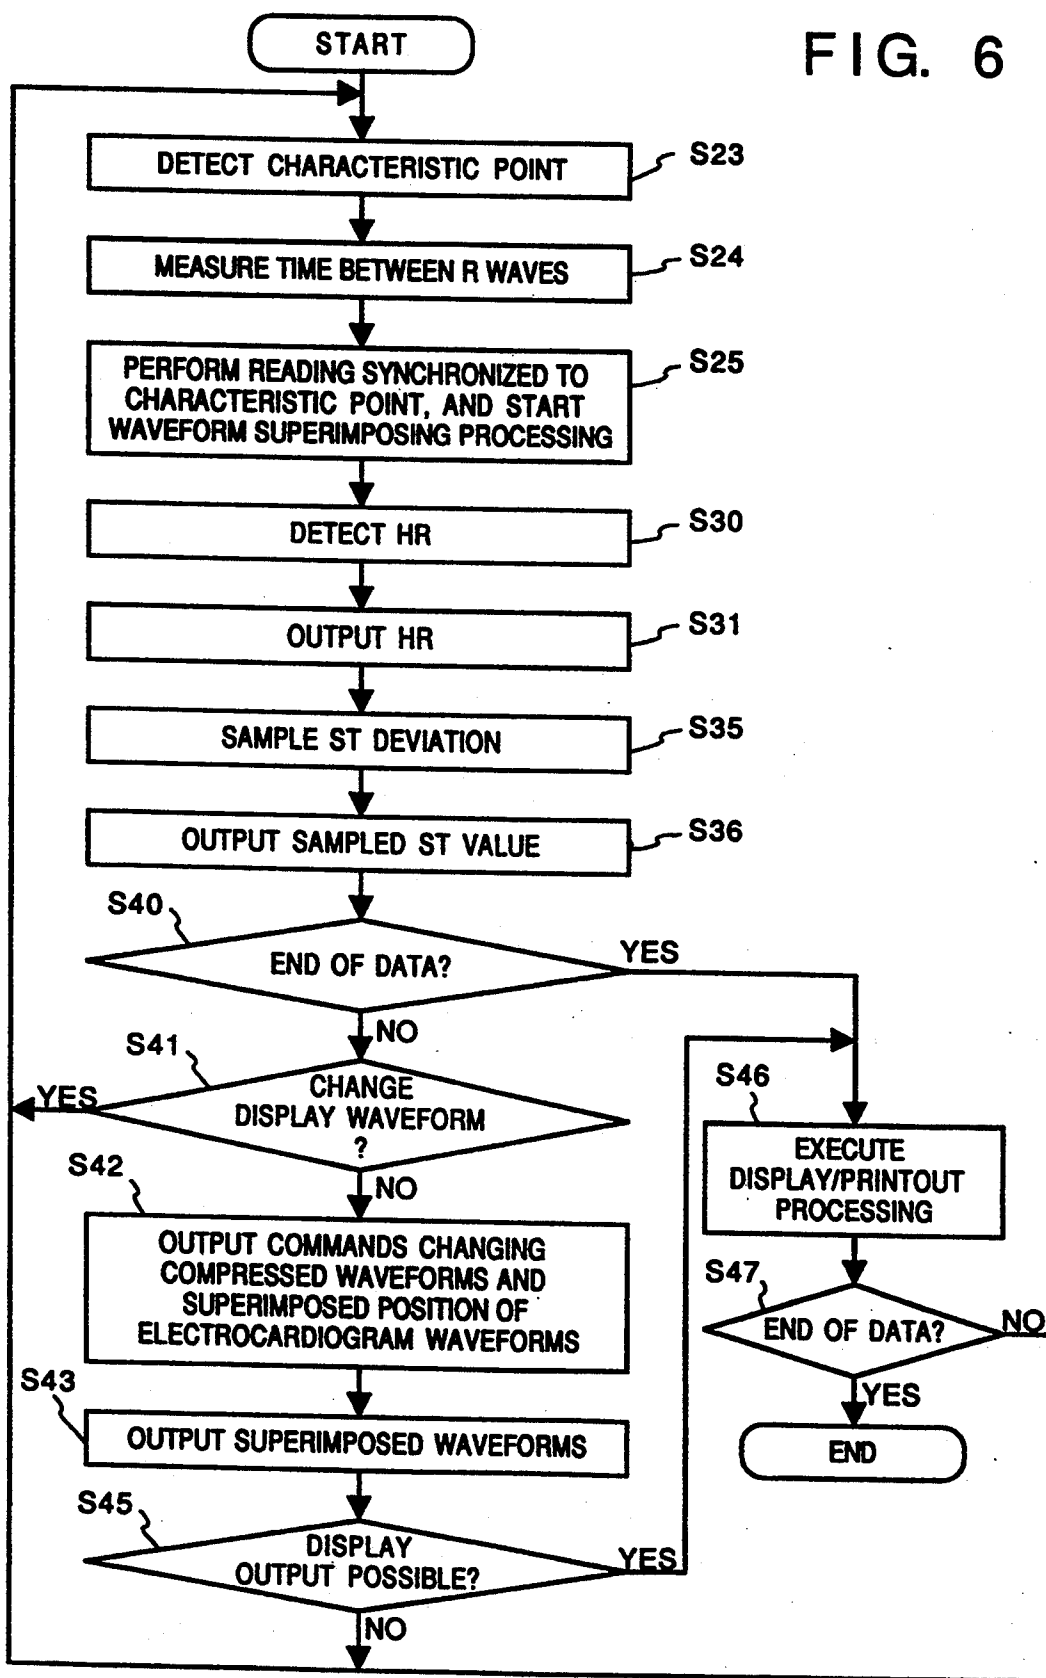 FIG. 6
START
DETECT CHARACTERISTIC POINT
S23
MEASURE TIME BETWEEN R WAVES
S24
PERFORM READING SYNCHRONIZED TO
CHARACTERISTIC POINT, AND START
WAVEFORM SUPERIMPOSING PROCESSING
S25
DETECT HR
S30
OUTPUT HR
S31
SAMPLE ST DEVIATION
S35
OUTPUT SAMPLED ST VALUE
S36
S40
END OF DATA?
YES
NO
S41
CHANGE
DISPLAY WAVEFORM
?
YES
NO
S42
OUTPUT COMMANDS CHANGING
COMPRESSED WAVEFORMS AND
SUPERIMPOSED POSITION OF
ELECTROCARDIOGRAM WAVEFORMS
S43
OUTPUT SUPERIMPOSED WAVEFORMS
S45
DISPLAY
OUTPUT POSSIBLE?
YES
NO
S46
EXECUTE
DISPLAY/PRINTOUT
PROCESSING
S47
END OF DATA?
NO
YES
END